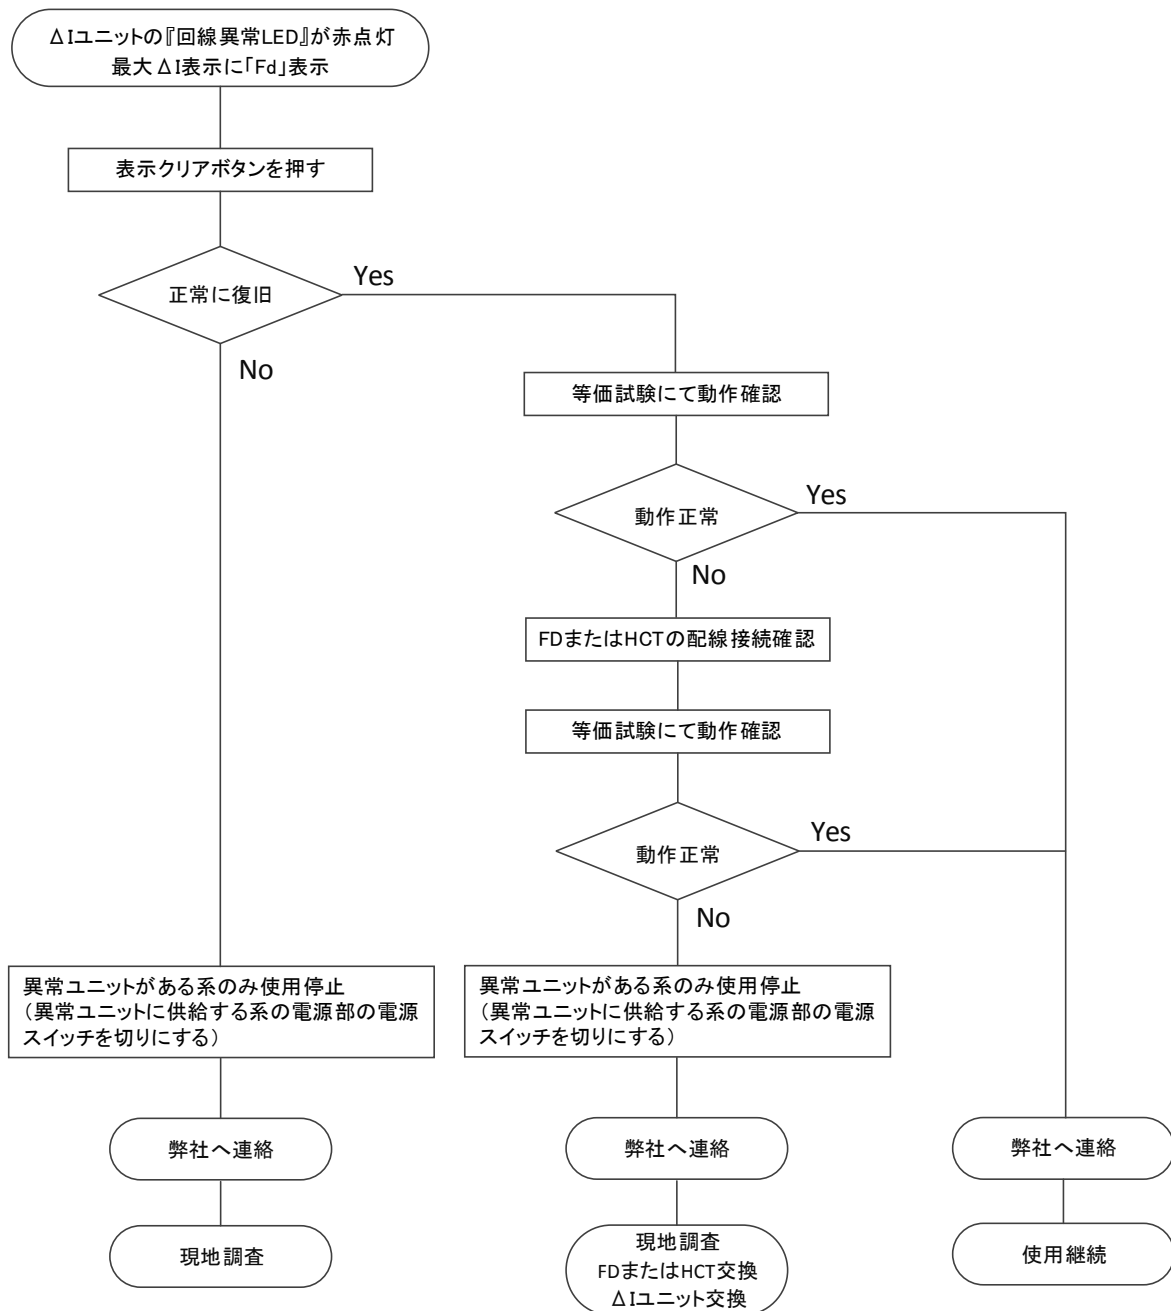 ΔIユニットの『回線異常LED』が赤点灯
最大ΔI表示に「Fd」表示
表示クリアボタンを押す
正常に復旧
Yes
No
等価試験にて動作確認
動作正常
Yes
No
FDまたはHCTの配線接続確認
等価試験にて動作確認
動作正常
Yes
No
異常ユニットがある系のみ使用停止
（異常ユニットに供給する系の電源部の電源
スイッチを切りにする）
異常ユニットがある系のみ使用停止
（異常ユニットに供給する系の電源部の電源
スイッチを切りにする）
弊社へ連絡
弊社へ連絡
弊社へ連絡
現地調査
現地調査
FDまたはHCT交換
ΔIユニット交換
使用継続